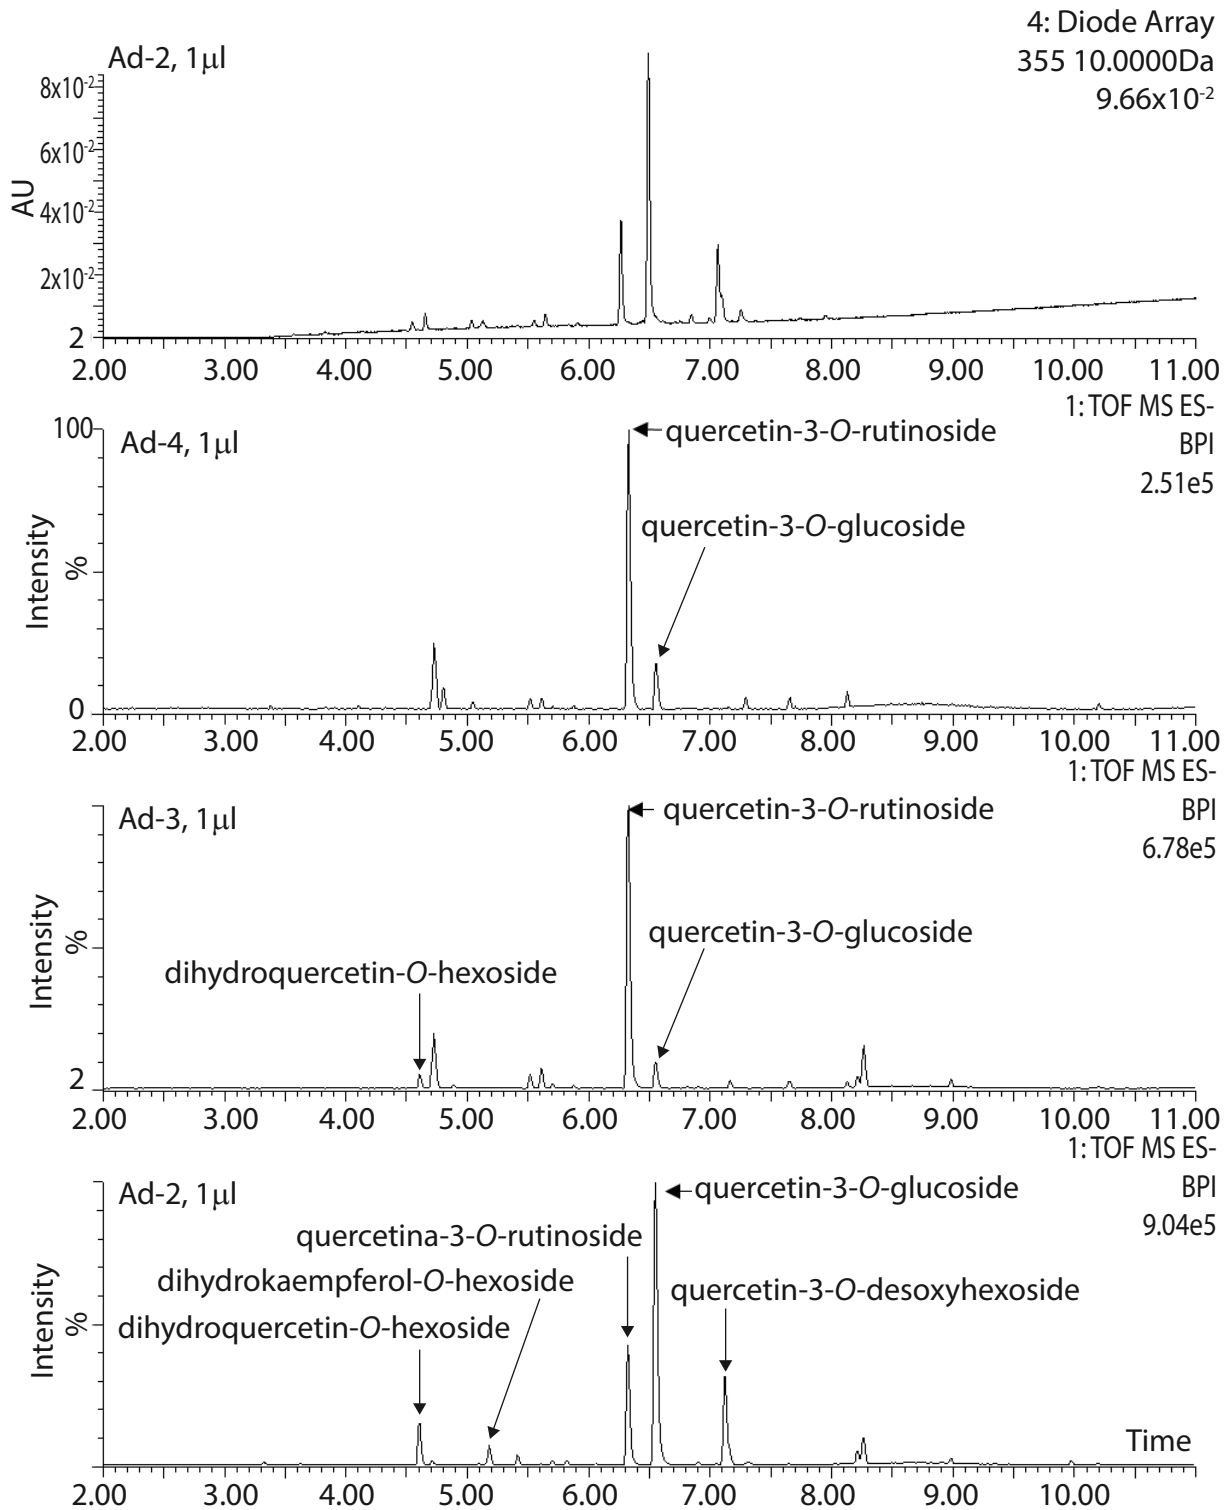 4: Diode Array
Ad-2, 1μl
355 10.0000Da
9.66x10-2
8x10-2
6x10-2
AU
4x10-2
2x10-2
2
2.00 3.00 4.00 5.00 6.00 7.00 8.00 9.00 10.00 11.00
1: TOF MS ES-
100
Ad-4, 1μl
quercetin-3-O-rutinoside
BPI
2.51e5
quercetin-3-O-glucoside
Intensity
%
0
2.00 3.00 4.00 5.00 6.00 7.00 8.00 9.00 10.00 11.00
1: TOF MS ES-
Ad-3, 1μl
quercetin-3-O-rutinoside
BPI
6.78e5
quercetin-3-O-glucoside
Intensity
%
dihydroquercetin-O-hexoside
2
2.00 3.00 4.00 5.00 6.00 7.00 8.00 9.00 10.00 11.00
1: TOF MS ES-
Ad-2, 1μl
quercetin-3-O-glucoside
BPI
9.04e5
quercetina-3-O-rutinoside
dihydrokaempferol-O-hexoside
quercetin-3-O-desoxyhexoside
dihydroquercetin-O-hexoside
Intensity
%
Time
2.00 3.00 4.00 5.00 6.00 7.00 8.00 9.00 10.00 11.00